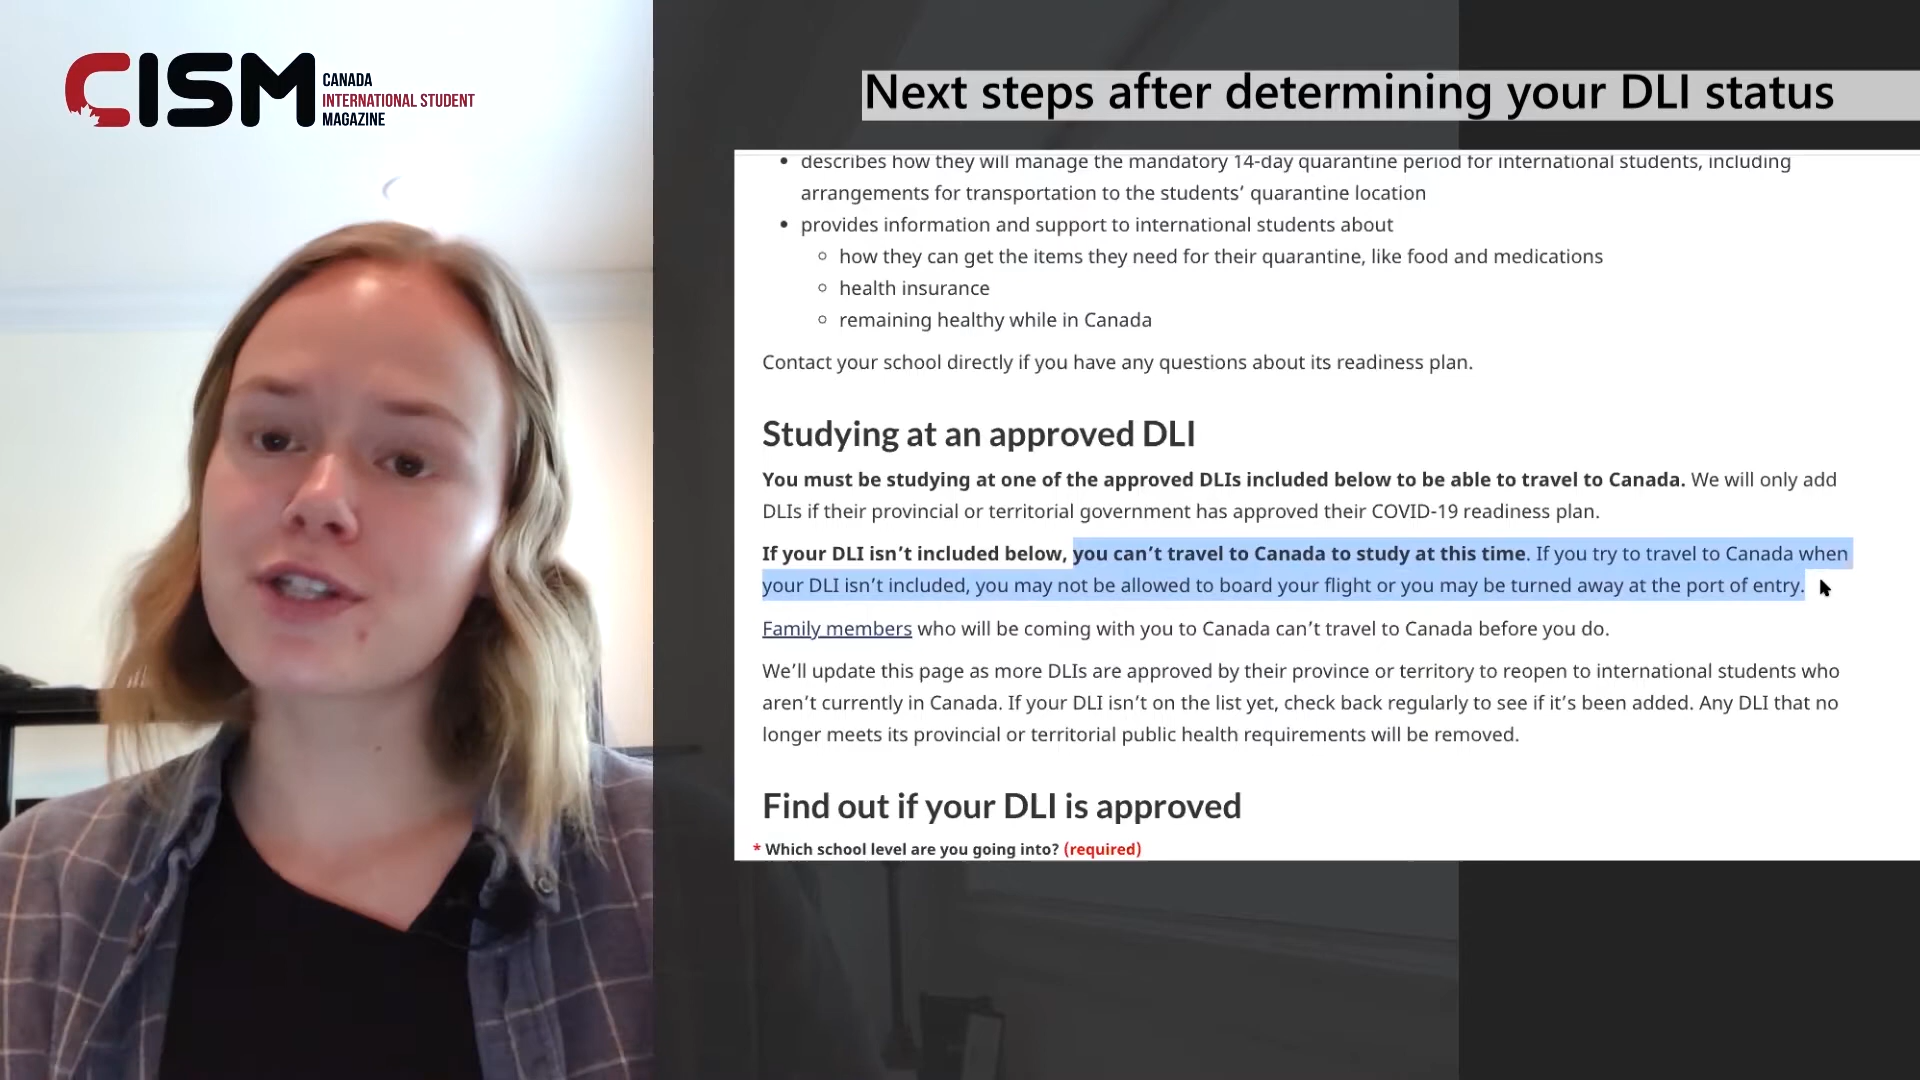 CISM
CANADA
INTERNATIONAL STUDENT
MAGAZINE
Next steps after determining your DLI status
• describes how they will manage the mandatory 14-day quarantine period for international students, including
arrangements for transportation to the students’ quarantine location
• provides information and support to international students about
○ how they can get the items they need for their quarantine, like food and medications
○ health insurance
○ remaining healthy while in Canada
Contact your school directly if you have any questions about its readiness plan.
Studying at an approved DLI
You must be studying at one of the approved DLIs included below to be able to travel to Canada. We will only add
DLIs if their provincial or territorial government has approved their COVID-19 readiness plan.
If your DLI isn’t included below, you can’t travel to Canada to study at this time. If you try to travel to Canada when
your DLI isn’t included, you may not be allowed to board your flight or you may be turned away at the port of entry.
Family members who will be coming with you to Canada can’t travel to Canada before you do.
We’ll update this page as more DLIs are approved by their province or territory to reopen to international students who
aren’t currently in Canada. If your DLI isn’t on the list yet, check back regularly to see if it’s been added. Any DLI that no
longer meets its provincial or territorial public health requirements will be removed.
Find out if your DLI is approved
* Which school level are you going into? (required)